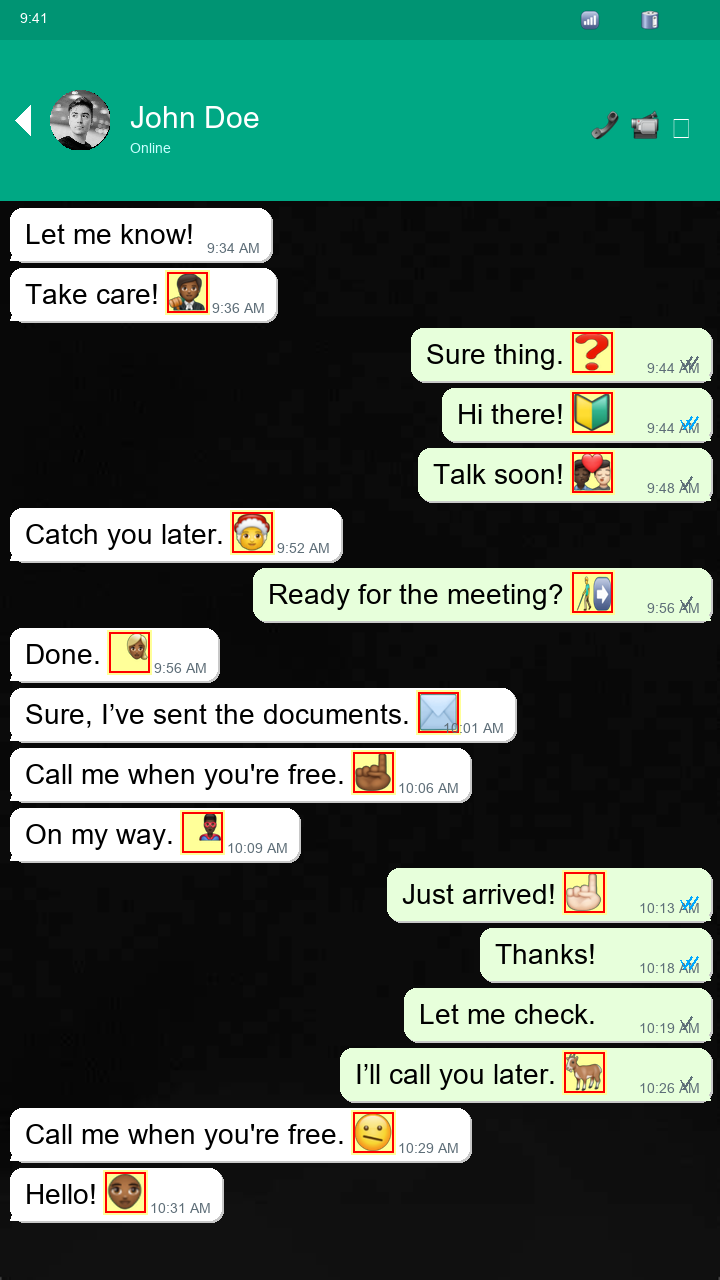 9:41
John Doe
Online
Let me know! 9:34 AM
Take care! 9:36 AM
Sure thing. 9:44 AM
Hi there! 9:44 AM
Talk soon! 9:48 AM
Catch you later. 9:52 AM
Ready for the meeting? 9:56 AM
Done. 9:56 AM
Sure, I’ve sent the documents. 10:01 AM
Call me when you're free. 10:06 AM
On my way. 10:09 AM
Just arrived! 10:13 AM
Thanks! 10:18 AM
Let me check. 10:19 AM
I’ll call you later. 10:26 AM
Call me when you're free. 10:29 AM
Hello! 10:31 AM